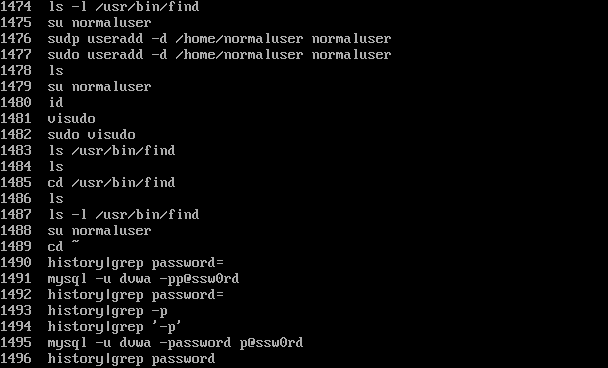 1474 ls -l /usr/bin/find
1475 su normaluser
1476 sudp useradd -d /home/normaluser normaluser
1477 sudo useradd -d /home/normaluser normaluser
1478 ls
1479 su normaluser
1480 id
1481 visudo
1482 sudo visudo
1483 ls /usr/bin/find
1484 ls
1485 cd /usr/bin/find
1486 ls
1487 ls -l /usr/bin/find
1488 su normaluser
1489 cd ~
1490 history|grep password=
1491 mysql -u dvwa -pp@ssw0rd
1492 history|grep password=
1493 history|grep -p
1494 history|grep '-p'
1495 mysql -u dvwa -password p@ssw0rd
1496 history|grep password